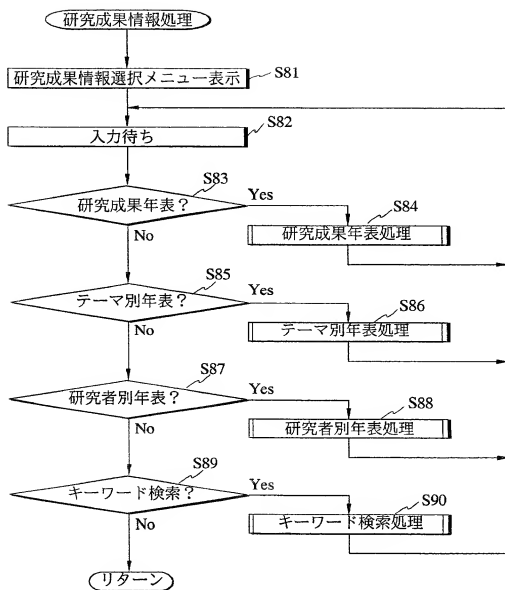 研究成果情報処理
研究成果情報選択メニュー表示
S81
入力待ち
S82
研究成果年表？
S83
Yes
No
研究成果年表処理
S84
テーマ別年表？
S85
Yes
No
テーマ別年表処理
S86
研究者別年表？
S87
Yes
No
研究者別年表処理
S88
キーワード検索？
S89
Yes
No
キーワード検索処理
S90
リターン